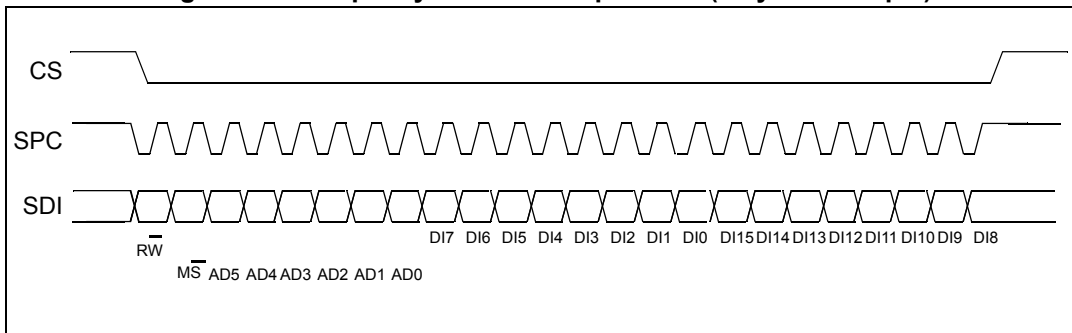 CS
SPC
SDI
DI7 DI6 DI5 DI4 DI3 DI2 DI1 DI0 DI15 DI14 DI13 DI12 DI11 DI10 DI9 DI8
RW̅
MS̅ AD5 AD4 AD3 AD2 AD1 AD0